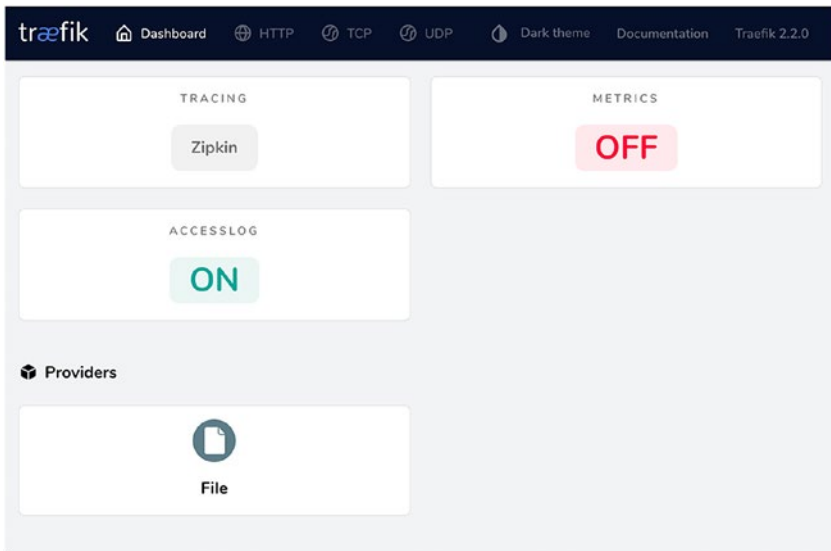 træfik Dashboard HTTP TCP UDP Dark theme Documentation Traefik 2.2.0
TRACING
Zipkin
METRICS
OFF
ACCESSLOG
ON
Providers
File